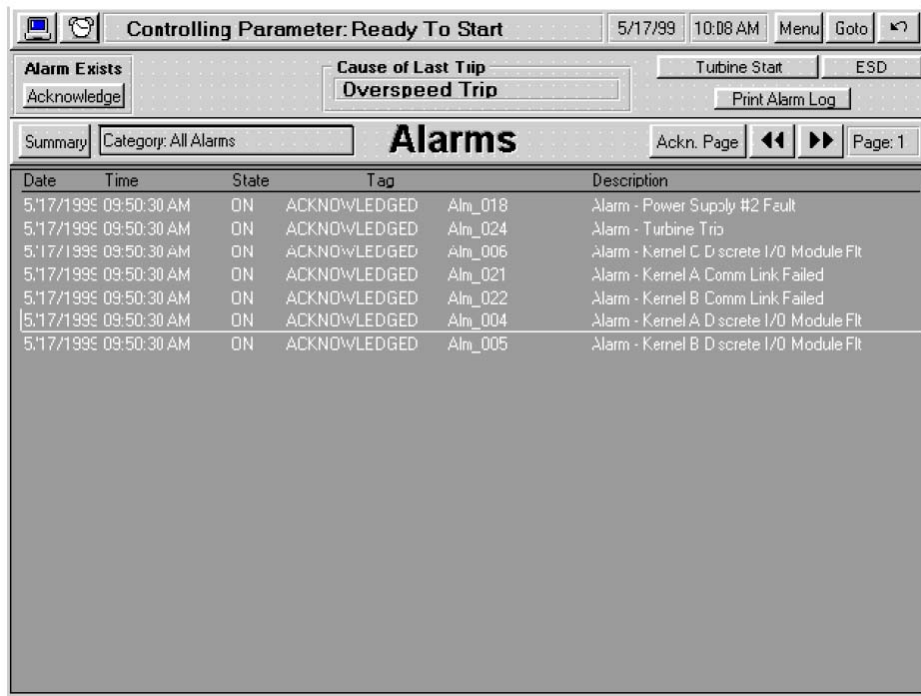 Controlling Parameter: Ready To Start 5/17/99 10:08 AM Menu Goto
Alarm Exists Cause of Last Trip Turbine Start ESD
Acknowledge Overspeed Trip Print Alarm Log
Summary Category: All Alarms Alarms Ackn. Page Page: 1
Date Time State Tag Description
5/17/1999 09:50:30 AM ON ACKNOWLEDGED Alm_018 Alarm - Power Supply #2 Fault
5/17/1999 09:50:30 AM ON ACKNOWLEDGED Alm_024 Alarm - Turbine Trip
5/17/1999 09:50:30 AM ON ACKNOWLEDGED Alm_006 Alarm - Kernel C Discrete I/O Module Flt
5/17/1999 09:50:30 AM ON ACKNOWLEDGED Alm_021 Alarm - Kernel A Comm Link Failed
5/17/1999 09:50:30 AM ON ACKNOWLEDGED Alm_022 Alarm - Kernel B Comm Link Failed
5/17/1999 09:50:30 AM ON ACKNOWLEDGED Alm_004 Alarm - Kernel A Discrete I/O Module Flt
5/17/1999 09:50:30 AM ON ACKNOWLEDGED Alm_005 Alarm - Kernel B Discrete I/O Module Flt